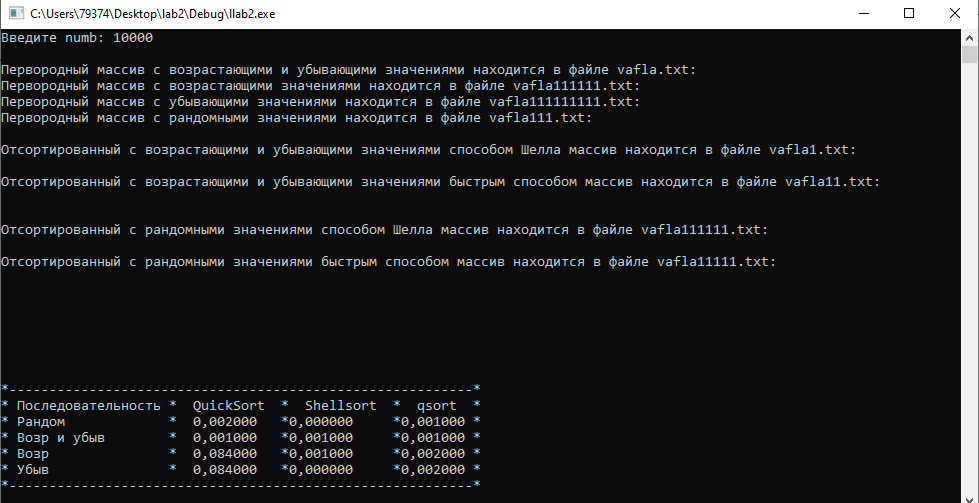 C:\Users\79374\Desktop\lab2\Debug\llab2.exe
Введите numb: 10000
Первородный массив с возрастающими и убывающими значениями находится в файле vafla.txt:
Первородный массив с возрастающими значениями находится в файле vafla111111.txt:
Первородный массив с убывающими значениями находится в файле vafla111111111.txt:
Первородный массив с рандомными значениями находится в файле vafla111.txt:
Отсортированный с возрастающими и убывающими значениями способом Шелла массив находится в файле vafla1.txt:
Отсортированный с возрастающими и убывающими значениями быстрым способом массив находится в файле vafla11.txt:
Отсортированный с рандомными значениями способом Шелла массив находится в файле vafla111111.txt:
Отсортированный с рандомными значениями быстрым способом массив находится в файле vafla11111.txt:
*----------------------------------------------------------*
* Последовательность *  QuickSort  *  Shellsort  *  qsort  *
* Рандом             *  0,002000   *0,000000     *0,001000 *
* Возр и убыв        *  0,001000   *0,001000     *0,001000 *
* Возр               *  0,084000   *0,001000     *0,002000 *
* Убыв               *  0,084000   *0,000000     *0,002000 *
*----------------------------------------------------------*